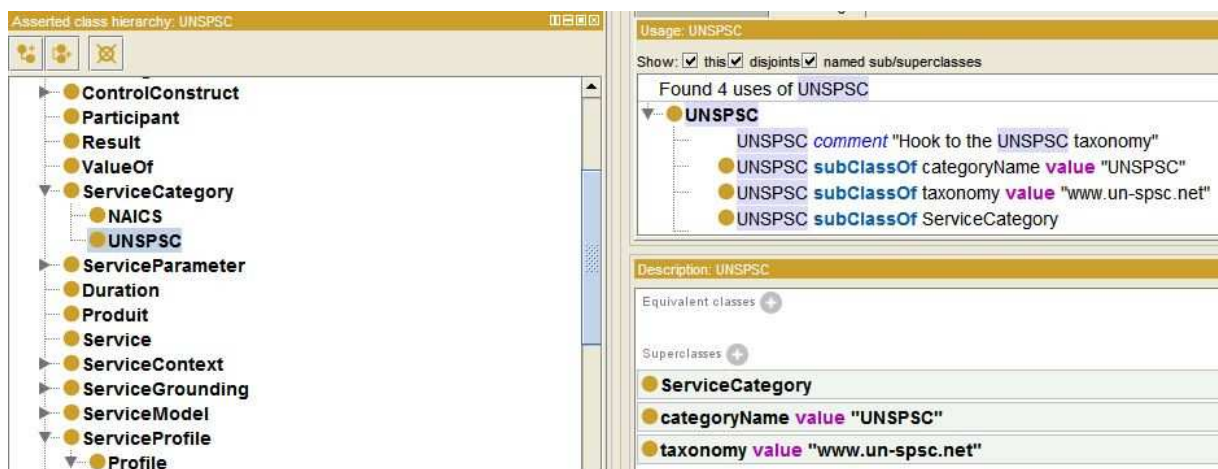 Asserted class hierarchy: UNSPSC
ControlConstruct
Participant
Result
ValueOf
ServiceCategory
NAICS
UNSPSC
ServiceParameter
Duration
Produit
Service
ServiceContext
ServiceGrounding
ServiceModel
ServiceProfile
Profile
Usage: UNSPSC
Show: this disjoints named sub/superclasses
Found 4 uses of UNSPSC
UNSPSC
UNSPSC comment "Hook to the UNSPSC taxonomy"
UNSPSC subClassOf categoryName value "UNSPSC"
UNSPSC subClassOf taxonomy value "www.un-spsc.net"
UNSPSC subClassOf ServiceCategory
Description: UNSPSC
Equivalent classes
Superclasses
ServiceCategory
categoryName value "UNSPSC"
taxonomy value "www.un-spsc.net"